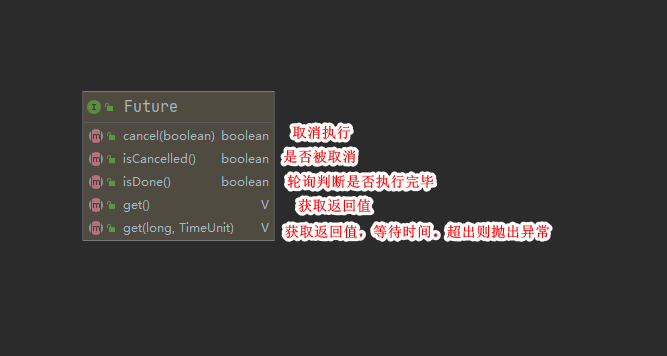 Future
cancel(boolean) boolean 取消执行
isCancelled() boolean 是否被取消
isDone() boolean 轮询判断是否执行完毕
get() V 获取返回值
get(long, TimeUnit) V 获取返回值，等待时间。超出则抛出异常